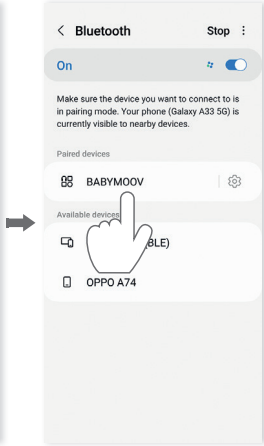 Bluetooth Stop
On
Make sure the device you want to connect to is
in pairing mode. Your phone (Galaxy A33 5G) is
currently visible to nearby devices.
Paired devices
BABYMOOV
Available devices
BLE)
OPPO A74